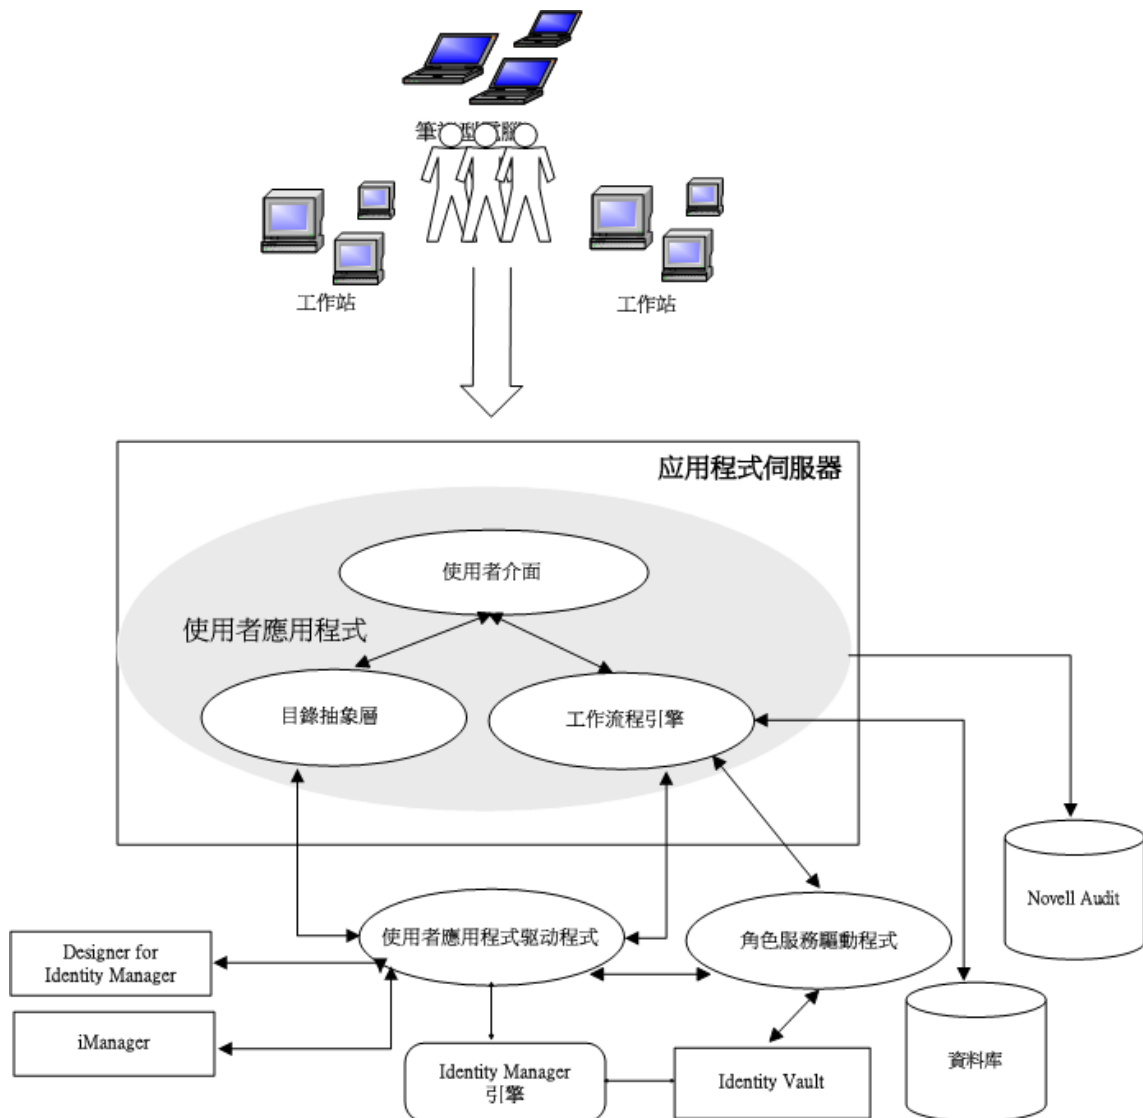 工作站
工作站
应用程式伺服器
使用者介面
使用者應用程式
目錄抽象層
工作流程引擎
Novell Audit
使用者應用程式驱动程式
角色服務驅動程式
Designer for
Identity Manager
iManager
Identity Manager
引擎
Identity Vault
資料库